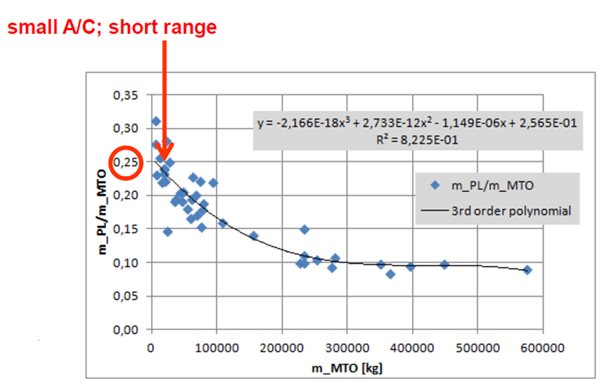 small A/C; short range
0,35
0,30
0,25
0,20
0,15
0,10
0,05
0,00
m_PL/m_MTO
y = -2,166E-18x³ + 2,733E-12x² - 1,149E-06x + 2,565E-01
R² = 8,225E-01
m_PL/m_MTO
3rd order polynomial
0 100000 200000 300000 400000 500000 600000
m_MTO [kg]